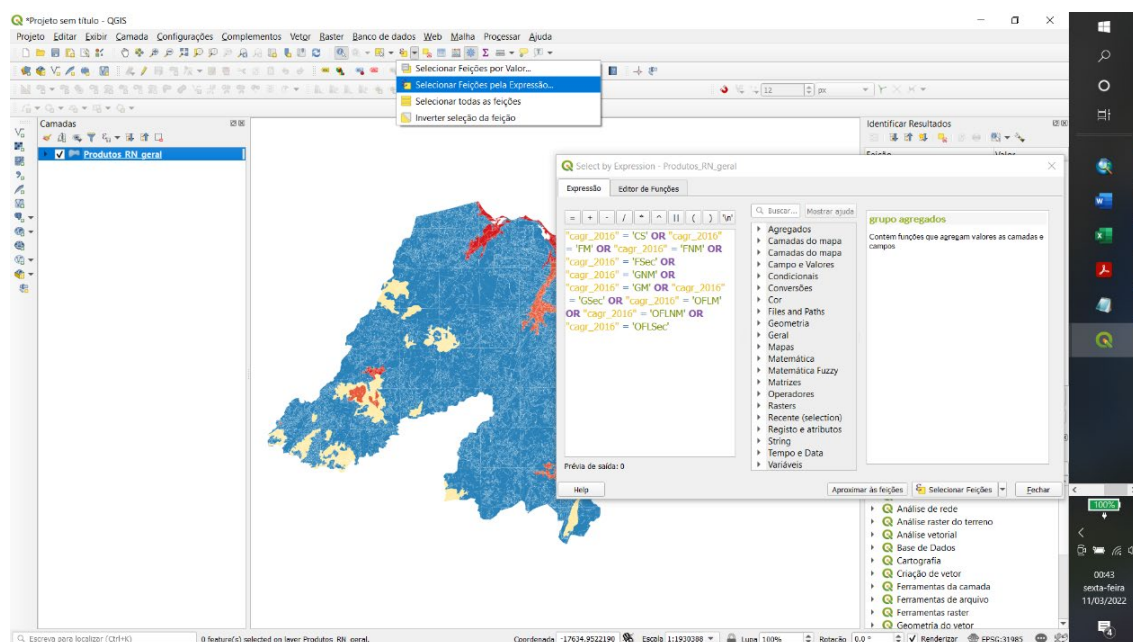 *Projeto sem título - QGIS
Projeto Editar Exibir Camada Configurações Complementos Vetor Raster Banco de dados Web Malha Processar Ajuda
Selecionar Feições por Valor...
Selecionar Feições pela Expressão...
Selecionar todas as feições
Inverter seleção da feição
12 px
Camadas
Produtos_RN_geral
Identificar Resultados
Feição Valor
Select by Expression - Produtos_RN_geral
Expressão Editor de Funções
= + - / * ^ || ( ) '\n'
"cagr_2016" = 'CS' OR "cagr_2016"
= 'FM' OR "cagr_2016" = 'FNM' OR
"cagr_2016" = 'FSec' OR
"cagr_2016" = 'GNM' OR
"cagr_2016" = 'GM' OR "cagr_2016"
= 'GSec' OR "cagr_2016" = 'OFLM'
OR "cagr_2016" = 'OFLNM' OR
"cagr_2016" = 'OFLSec'
Prévia de saída: 0
Buscar... Mostrar ajuda
Agregados
Camadas do mapa
Camadas do mapa
Campo e Valores
Condicionais
Conversões
Cor
Files and Paths
Geometria
Geral
Mapas
Matemática
Matemática Fuzzy
Matrizes
Operadores
Rasters
Recente (selection)
Registo e atributos
String
Tempo e Data
Variáveis
grupo agregados
Contem funções que agregam valores as camadas e
campos
Help Aproximar às feições Selecionar Feições Fechar
Análise de rede
Análise raster do terreno
Análise vetorial
Base de Dados
Cartografia
Criação de vetor
Ferramentas da camada
Ferramentas de arquivo
Ferramentas raster
Geometria do vetor
Escreva para localizar (Ctrl+K) 0 feature(s) selected on layer Produtos_RN_geral. Coordenada -17634.9522190 Escala 1:1930388 Lupa 100% Rotação 0,0 ° Renderizar EPSG:31985
100%
00:43
sexta-feira
11/03/2022